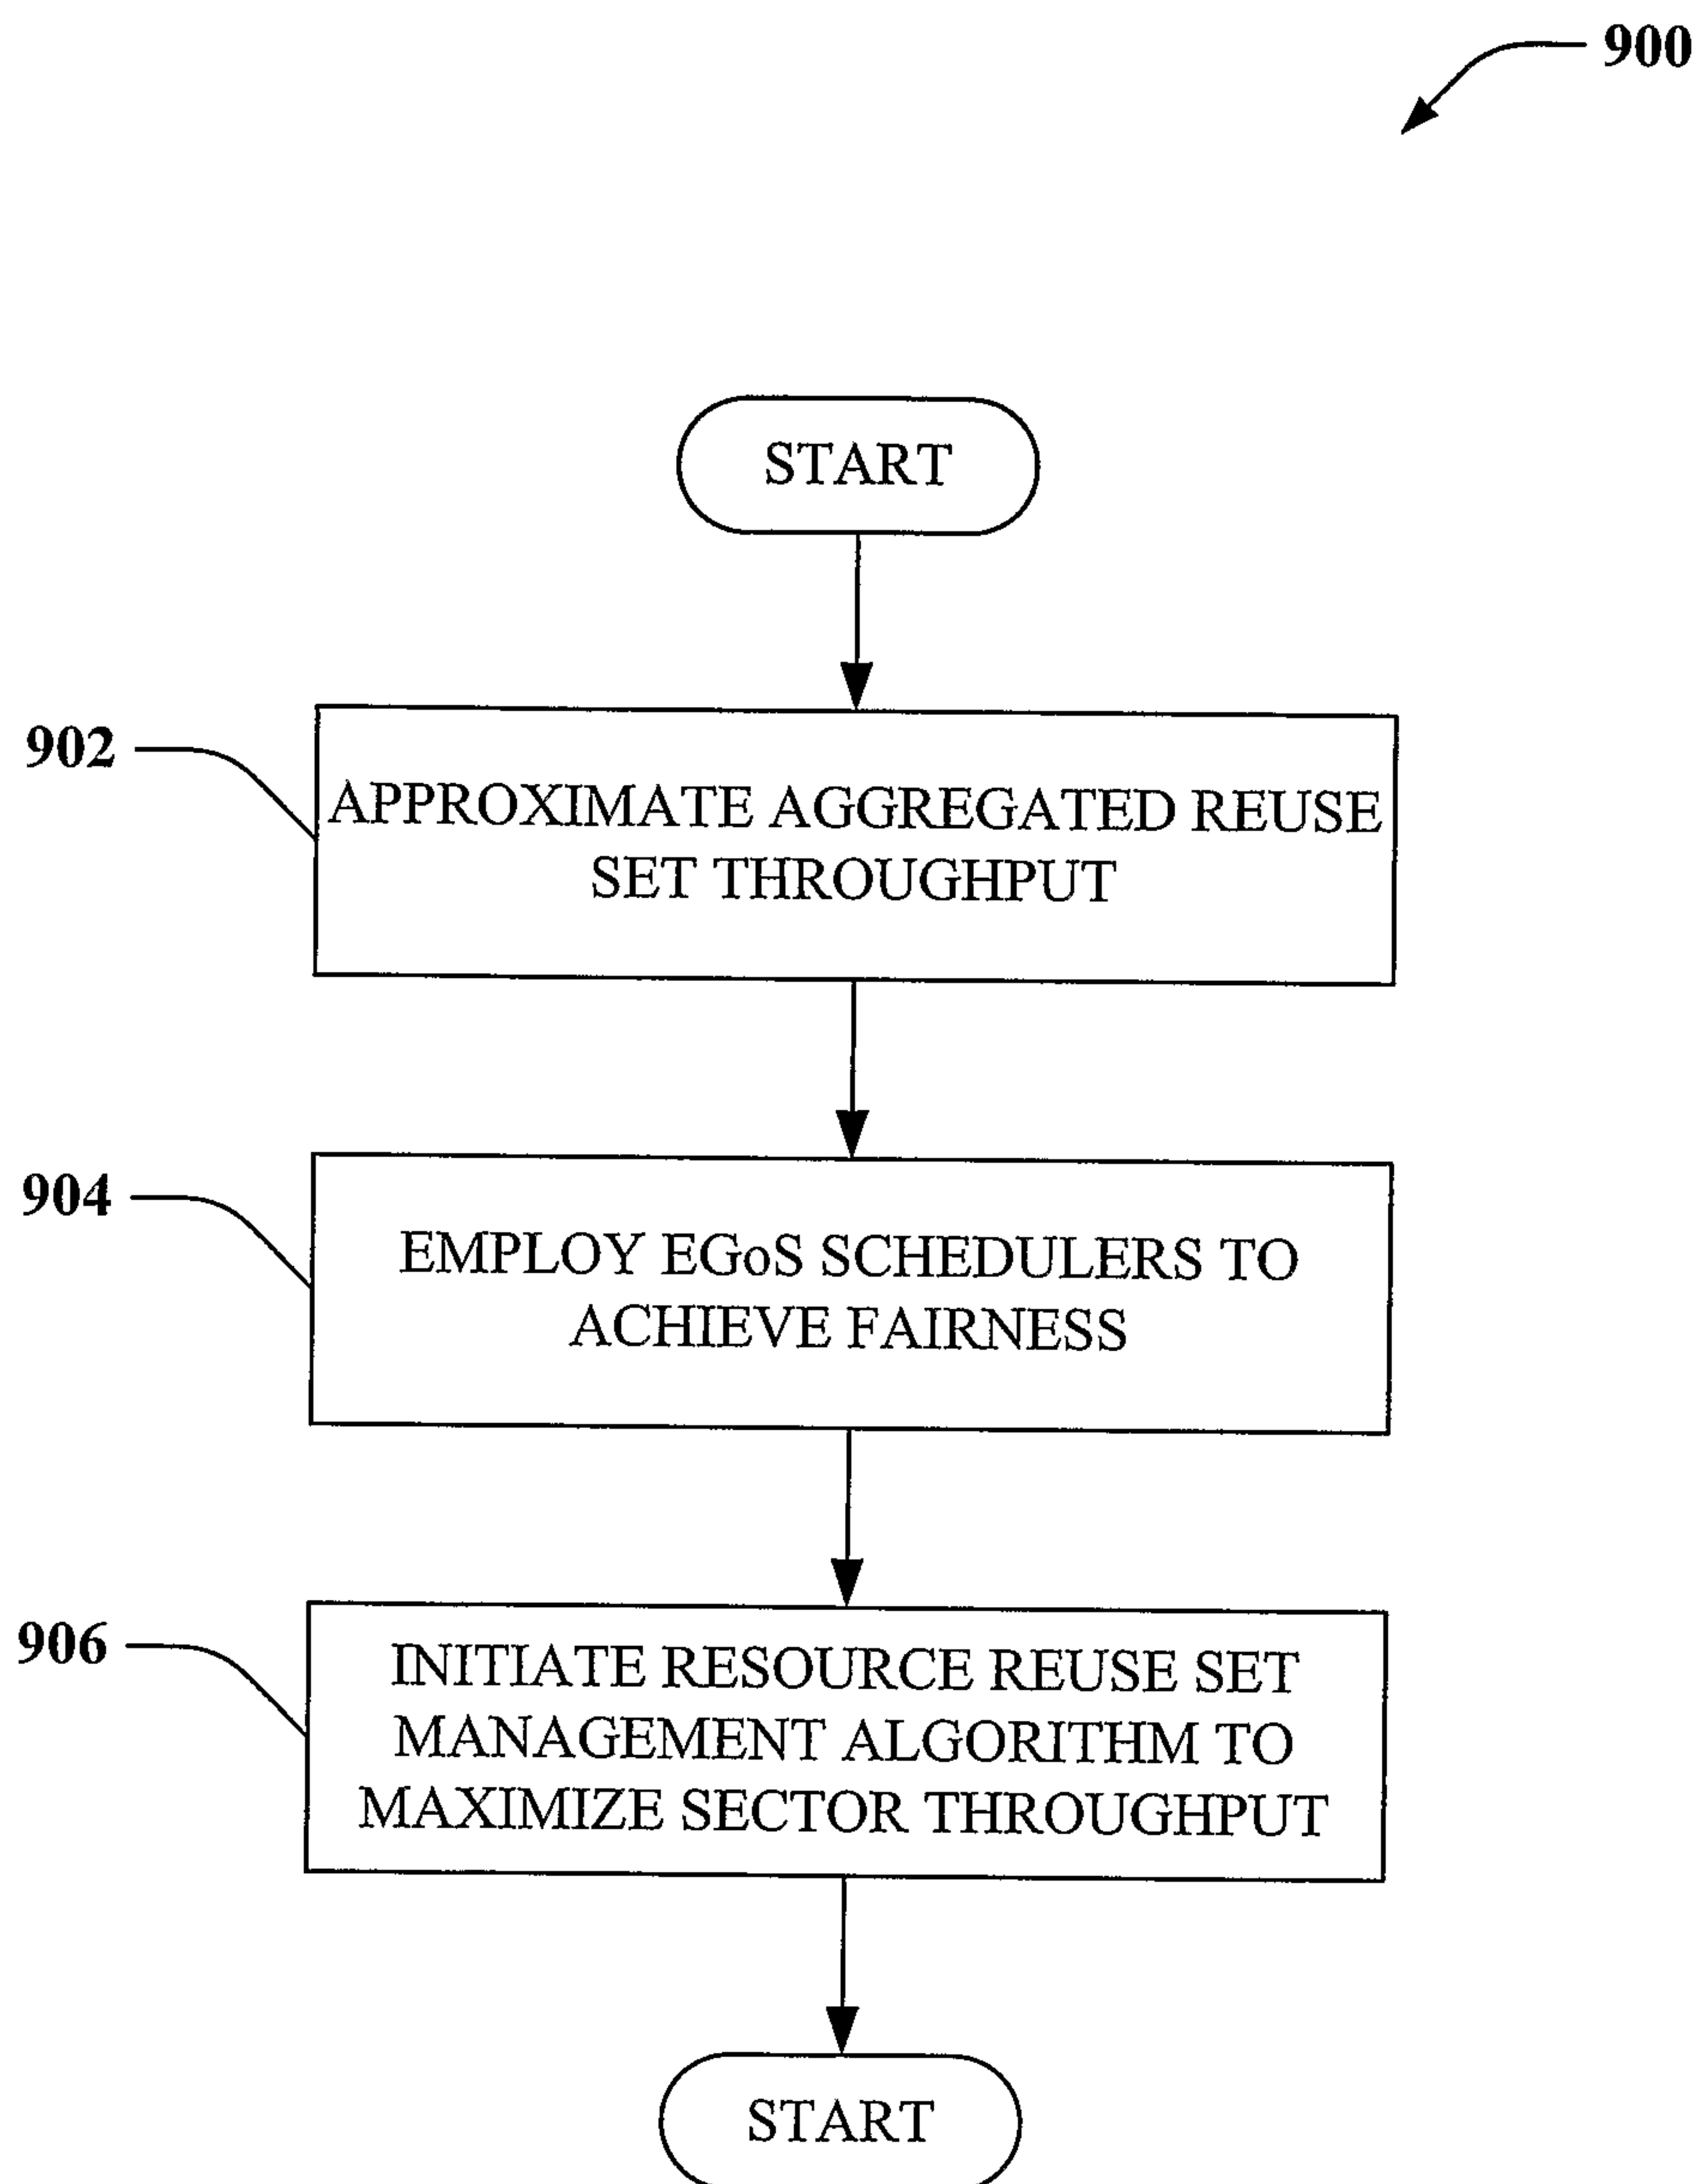 900
START
902
APPROXIMATE AGGREGATED REUSE
SET THROUGHPUT
904
EMPLOY EGoS SCHEDULERS TO
ACHIEVE FAIRNESS
906
INITIATE RESOURCE REUSE SET
MANAGEMENT ALGORITHM TO
MAXIMIZE SECTOR THROUGHPUT
START